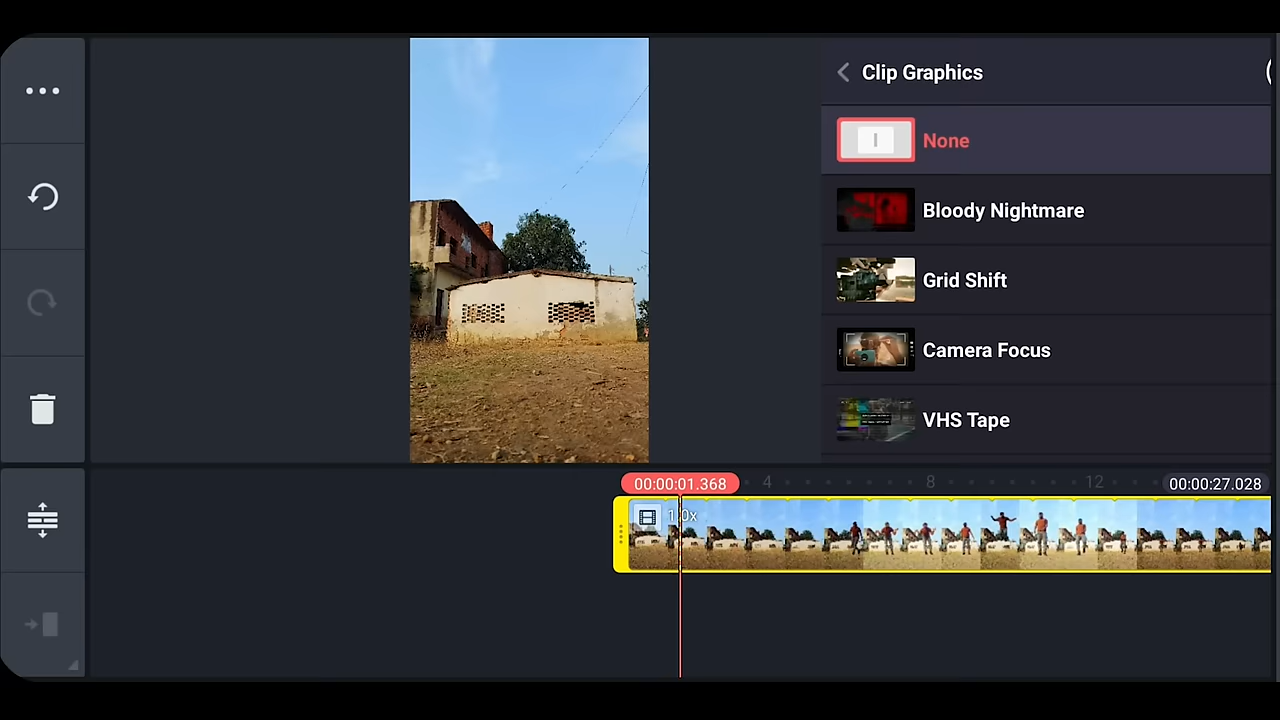 Clip Graphics
None
Bloody Nightmare
Grid Shift
Camera Focus
VHS Tape
00:00:01.368
4
8
12
00:00:27.028
1.0x